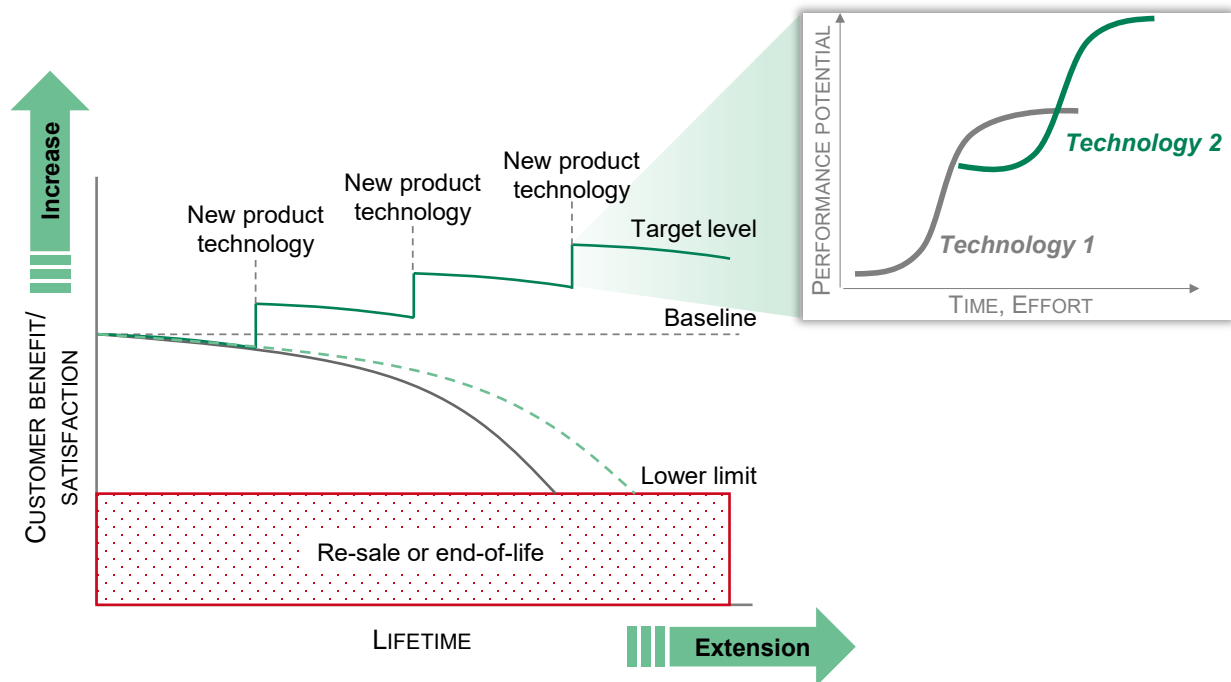 Increase
CUSTOMER BENEFIT/
SATISFACTION
New product
technology
New product
technology
New product
technology
Target level
Baseline
Lower limit
Re-sale or end-of-life
LIFETIME
Extension
PERFORMANCE POTENTIAL
Technology 2
Technology 1
TIME, EFFORT